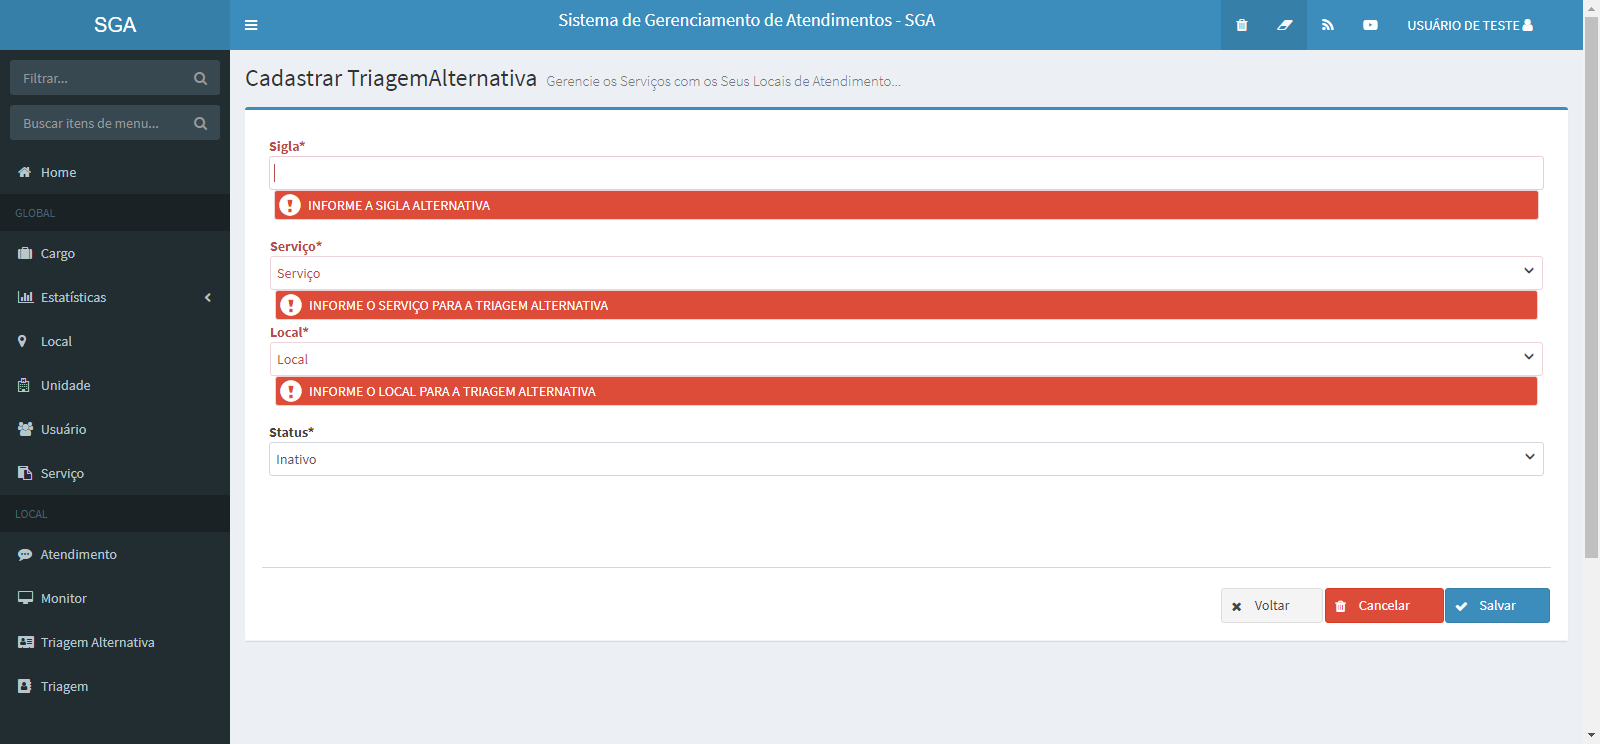 SGA
Sistema de Gerenciamento de Atendimentos - SGA
USUÁRIO DE TESTE
Filtrar...
Buscar itens de menu...
Home
GLOBAL
Cargo
Estatísticas
Local
Unidade
Usuário
Serviço
LOCAL
Atendimento
Monitor
Triagem Alternativa
Triagem
Cadastrar TriagemAlternativa Gerencie os Serviços com os Seus Locais de Atendimento...
Sigla*
INFORME A SIGLA ALTERNATIVA
Serviço*
Serviço
INFORME O SERVIÇO PARA A TRIAGEM ALTERNATIVA
Local*
Local
INFORME O LOCAL PARA A TRIAGEM ALTERNATIVA
Status*
Inativo
Voltar Cancelar Salvar